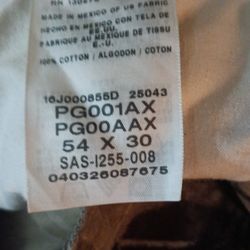 MADE IN MEXICO OF US FABRIC
HECHO EN MEXICO CON TELA DE
EE.UU
FABRIQUE AU MEXIQUE DE TISSU
E.-U
100% COTTON / ALGODON / COTON
16J000855D 25043
PG001AX
PG00AAX
54 X 30
SAS-I255-008
040326087675